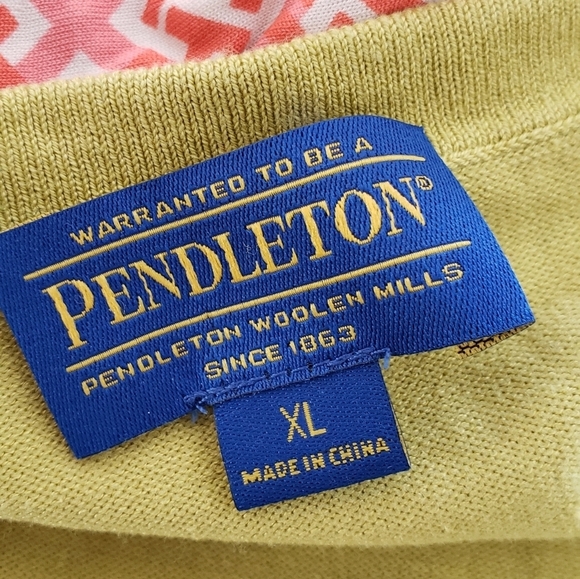 WARRANTED TO BE A
PENDLETON®
PENDLETON WOOLEN MILLS
SINCE 1863
XL
MADE IN CHINA